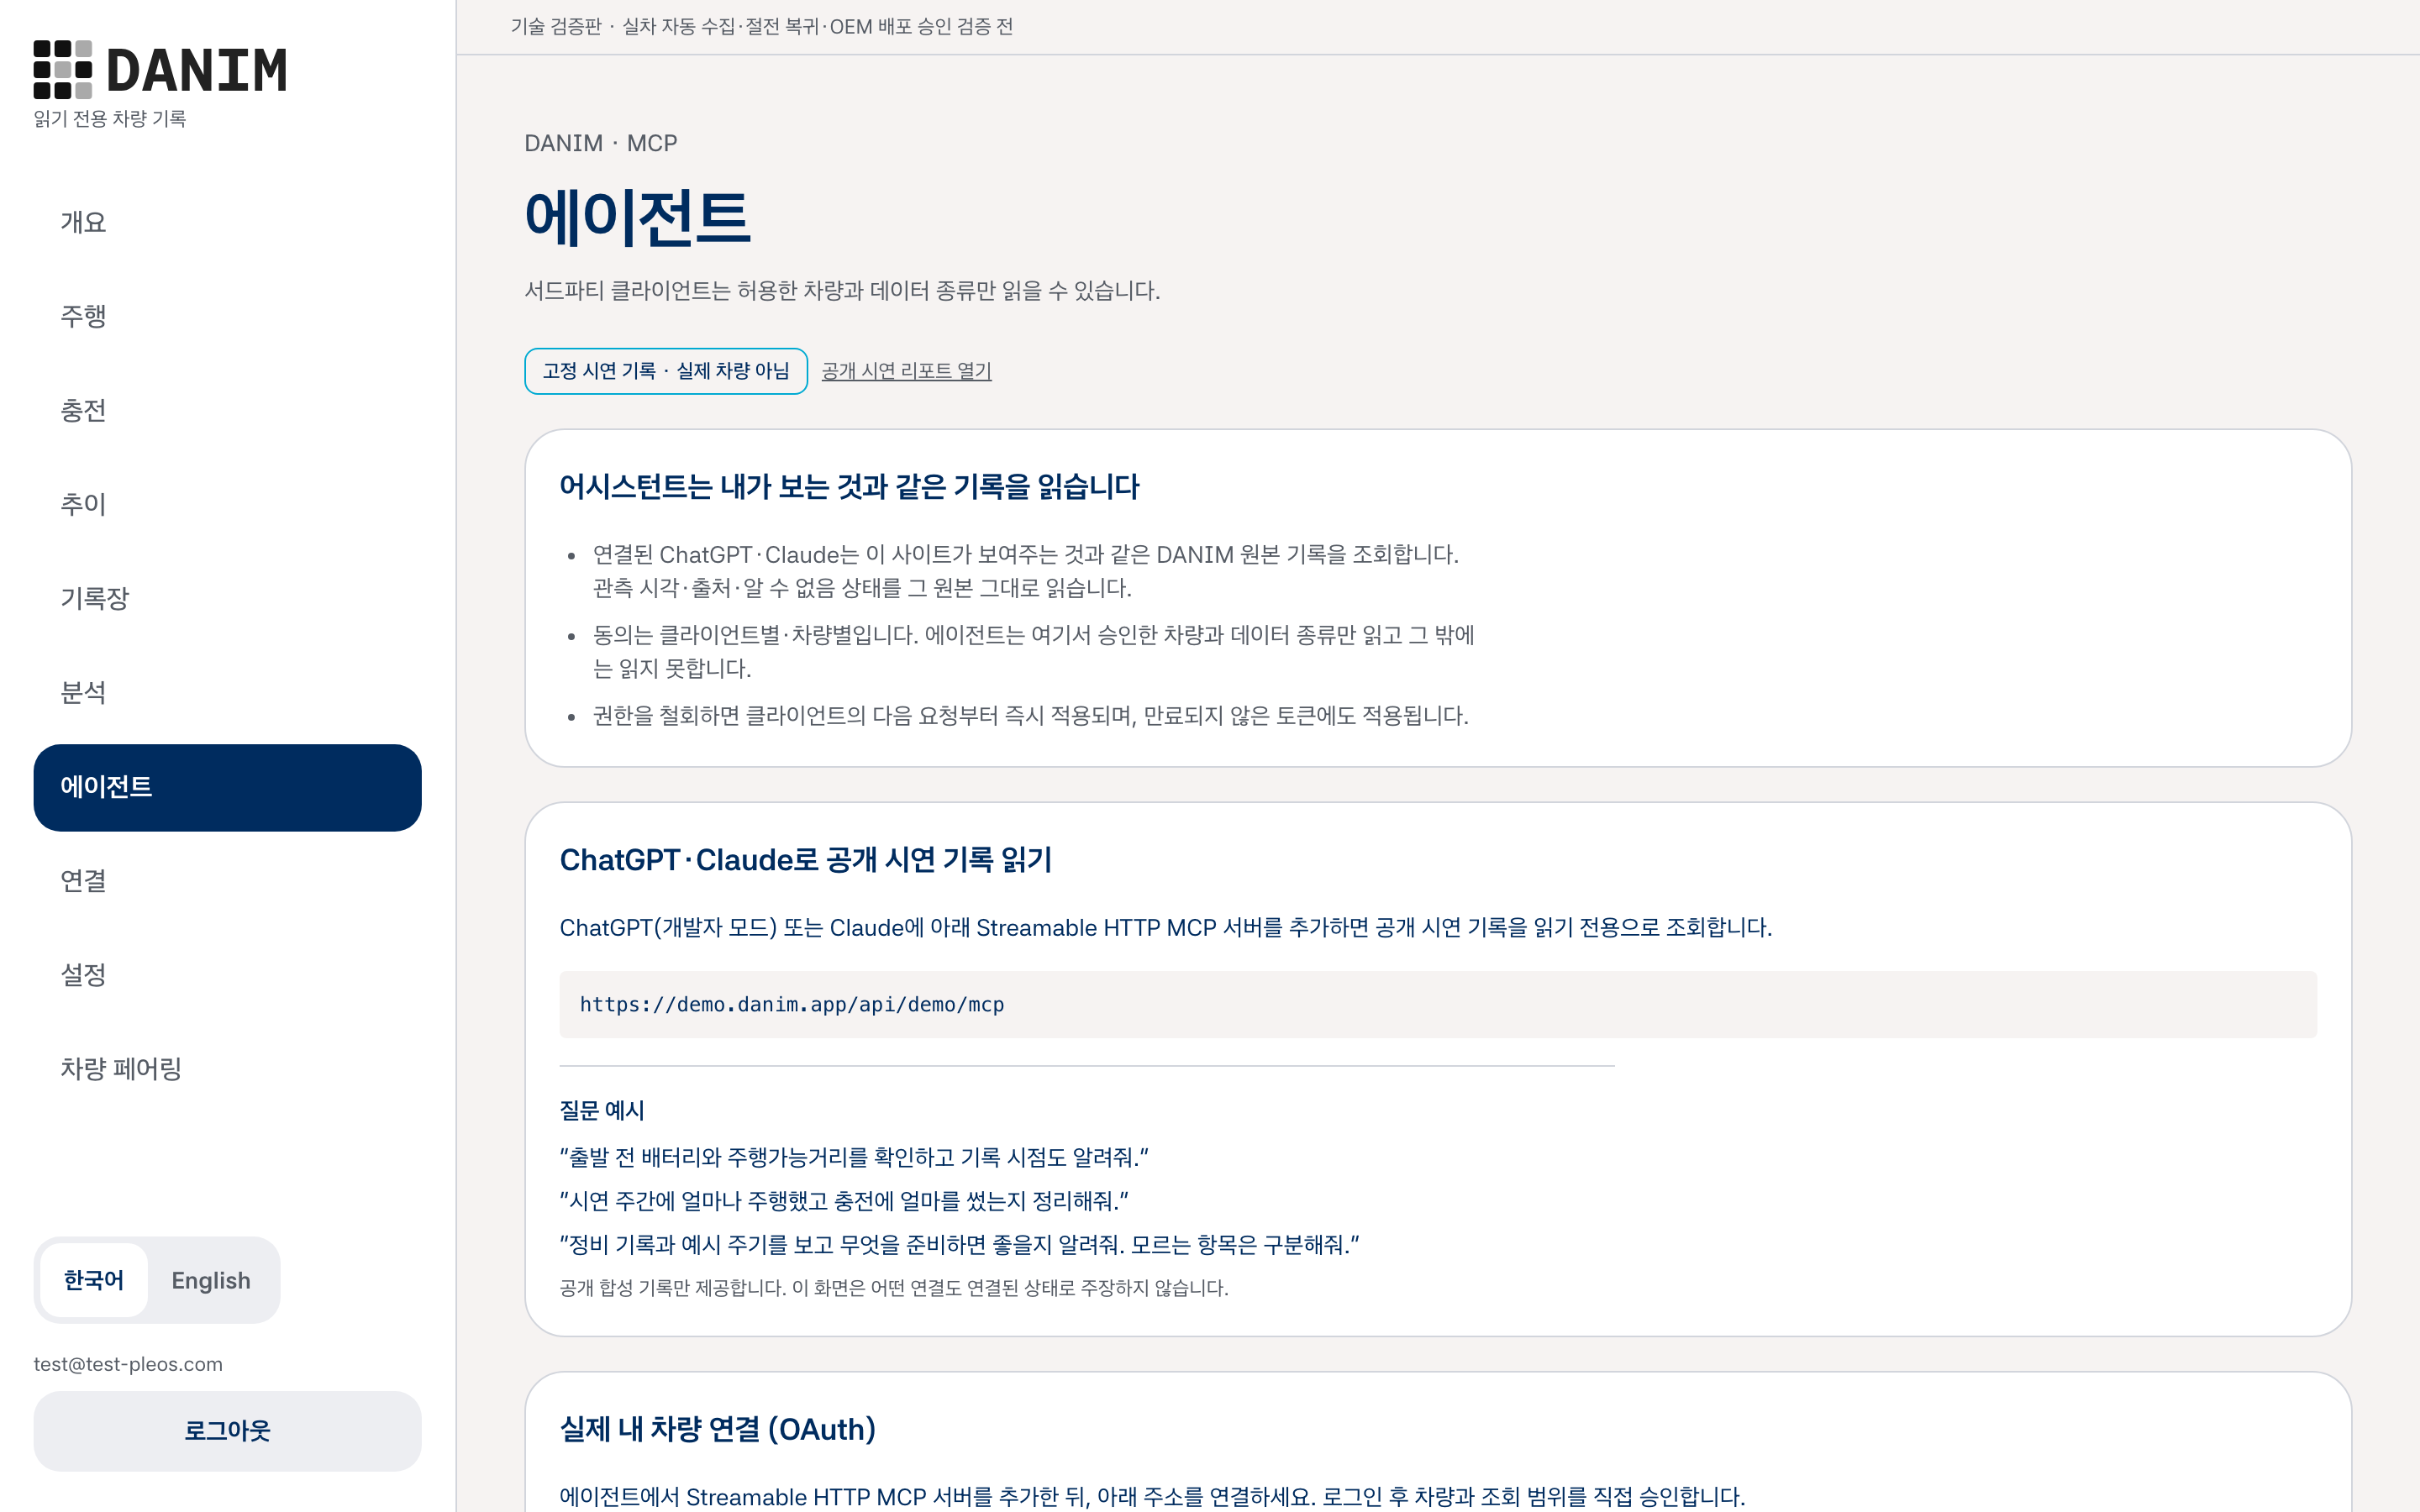 DANIM
읽기 전용 차량 기록
개요
주행
충전
추이
기록장
분석
에이전트
연결
설정
차량 페어링
한국어
English
test@test-pleos.com
로그아웃
기술 검증판 · 실차 자동 수집·절전 복귀·OEM 배포 승인 검증 전
DANIM · MCP
에이전트
서드파티 클라이언트는 허용한 차량과 데이터 종류만 읽을 수 있습니다.
고정 시연 기록 · 실제 차량 아님
공개 시연 리포트 열기
어시스턴트는 내가 보는 것과 같은 기록을 읽습니다
• 연결된 ChatGPT·Claude는 이 사이트가 보여주는 것과 같은 DANIM 원본 기록을 조회합니다.
관측 시각·출처·알 수 없음 상태를 그 원본 그대로 읽습니다.
• 동의는 클라이언트별·차량별입니다. 에이전트는 여기서 승인한 차량과 데이터 종류만 읽고 그 밖에
는 읽지 못합니다.
• 권한을 철회하면 클라이언트의 다음 요청부터 즉시 적용되며, 만료되지 않은 토큰에도 적용됩니다.
ChatGPT·Claude로 공개 시연 기록 읽기
ChatGPT(개발자 모드) 또는 Claude에 아래 Streamable HTTP MCP 서버를 추가하면 공개 시연 기록을 읽기 전용으로 조회합니다.
https://demo.danim.app/api/demo/mcp
질문 예시
"출발 전 배터리와 주행가능거리를 확인하고 기록 시점도 알려줘."
"시연 주간에 얼마나 주행했고 충전에 얼마를 썼는지 정리해줘."
"정비 기록과 예시 주기를 보고 무엇을 준비하면 좋을지 알려줘. 모르는 항목은 구분해줘."
공개 합성 기록만 제공합니다. 이 화면은 어떤 연결도 연결된 상태로 주장하지 않습니다.
실제 내 차량 연결 (OAuth)
에이전트에서 Streamable HTTP MCP 서버를 추가한 뒤, 아래 주소를 연결하세요. 로그인 후 차량과 조회 범위를 직접 승인합니다.